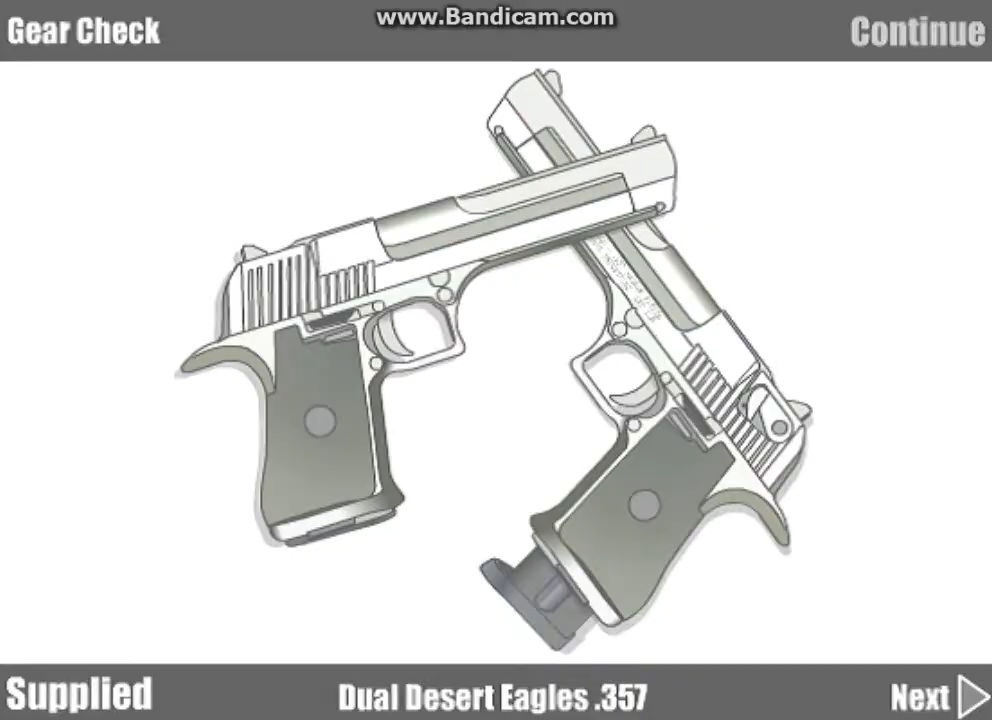 www.Bandicam.com
Gear Check
Continue
Supplied
Dual Desert Eagles .357
Next